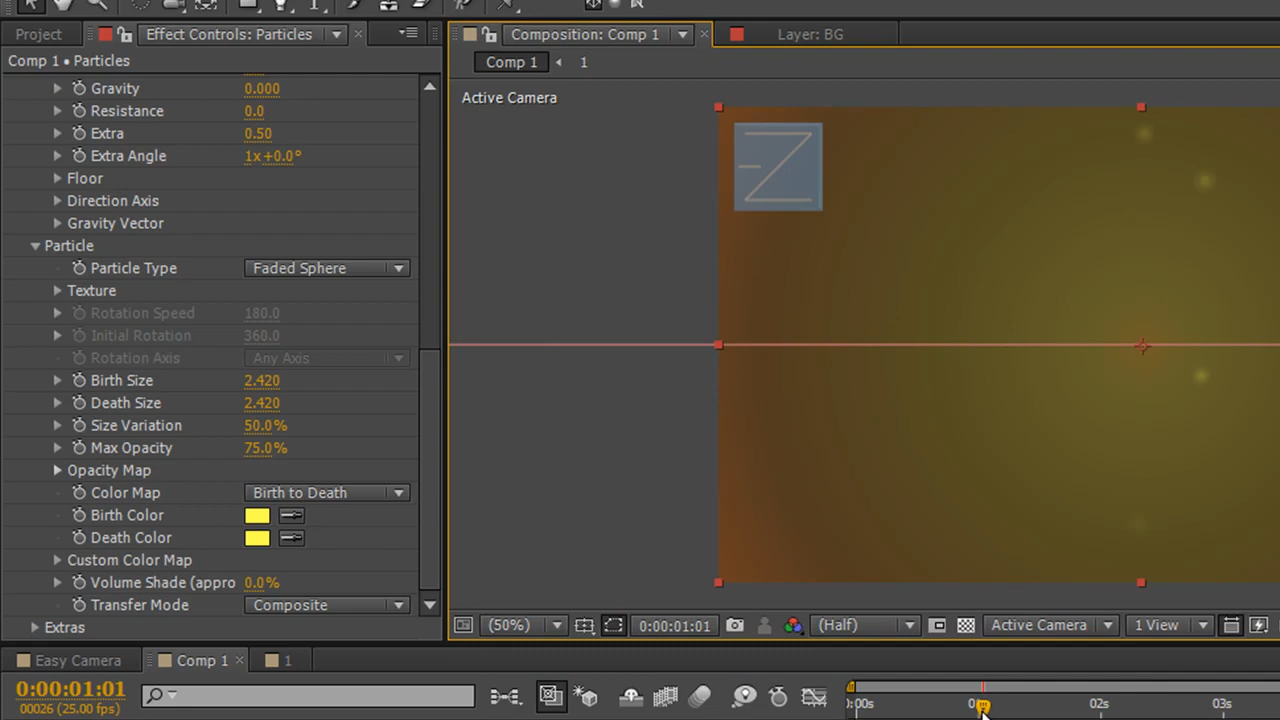 Project
Effect Controls: Particles
Composition: Comp 1
Layer: BG
Comp 1 • Particles
Comp 1
1
Active Camera
Gravity 0.000
Resistance 0.0
Extra 0.50
Extra Angle 1x+0.0°
Floor
Direction Axis
Gravity Vector
Particle
Particle Type Faded Sphere
Texture
Rotation Speed 180.0
Initial Rotation 360.0
Rotation Axis Any Axis
Birth Size 2.420
Death Size 2.420
Size Variation 50.0%
Max Opacity 75.0%
Opacity Map
Color Map Birth to Death
Birth Color
Death Color
Custom Color Map
Volume Shade (appro 0.0%
Transfer Mode Composite
Extras
(50%) 0:00:01:01 (Half) Active Camera 1 View
Easy Camera Comp 1 1
0:00:01:01
00026 (25.00 fps)
0:00s 02s 03s